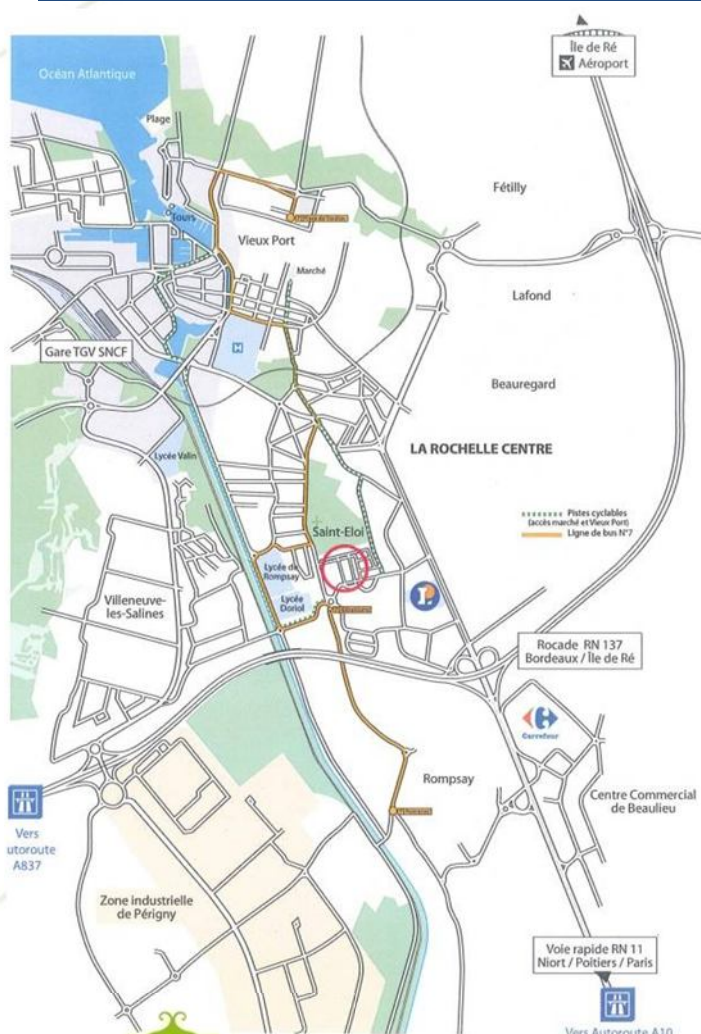 Île de Ré
Aéroport
Océan Atlantique
Plage
Fétilly
Tours
Vieux Port
Marché
Lafond
H
Gare TGV SNCF
Beauregard
LA ROCHELLE CENTRE
Lycée Valin
Pistes cyclables
(accès marché et Vieux Port)
Ligne de bus N°7
Saint-Eloi
Lycée de
Rompsay
Lycée
Doriol
Villeneuve-
les-Salines
Rocade RN 137
Bordeaux / Île de Ré
Carrefour
Rompsay
Centre Commercial
de Beaulieu
Vers
utoroute
A837
Zone industrielle
de Périgny
Voie rapide RN 11
Niort / Poitiers / Paris
Vers Autoroute A10